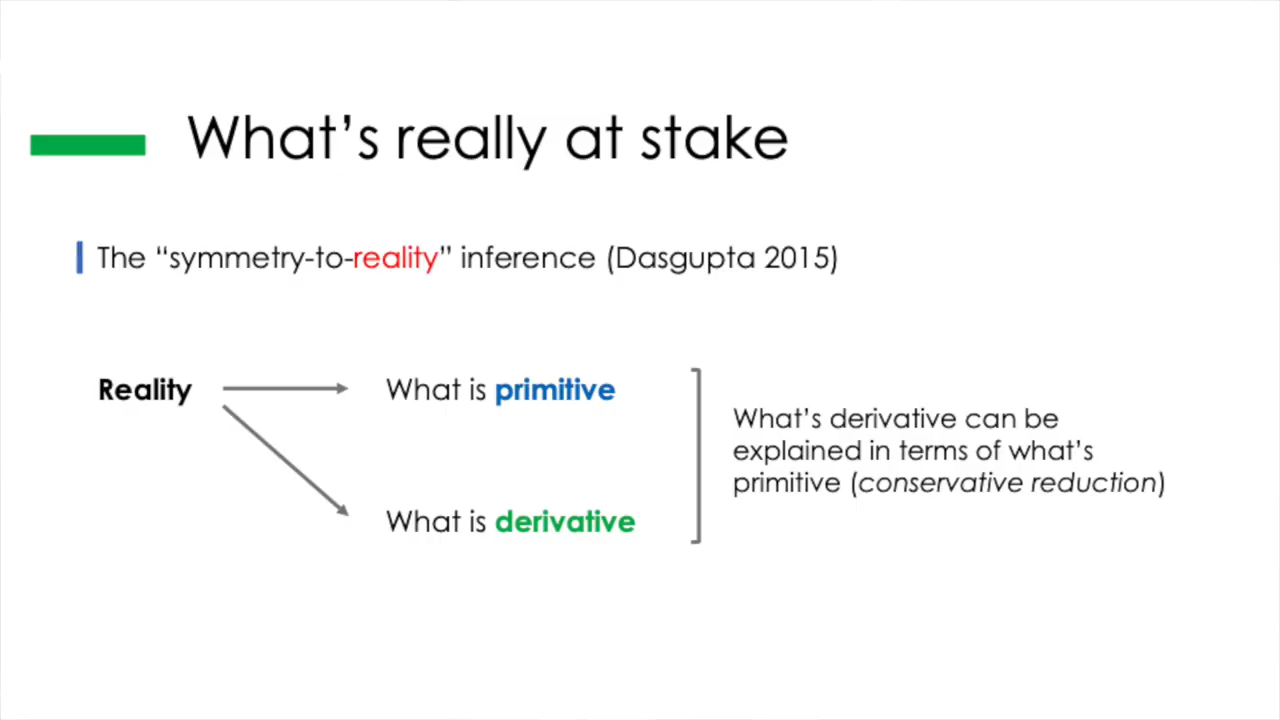 What’s really at stake
The “symmetry-to-reality” inference (Dasgupta 2015)
Reality
What is primitive
What is derivative
What’s derivative can be
explained in terms of what’s
primitive (conservative reduction)